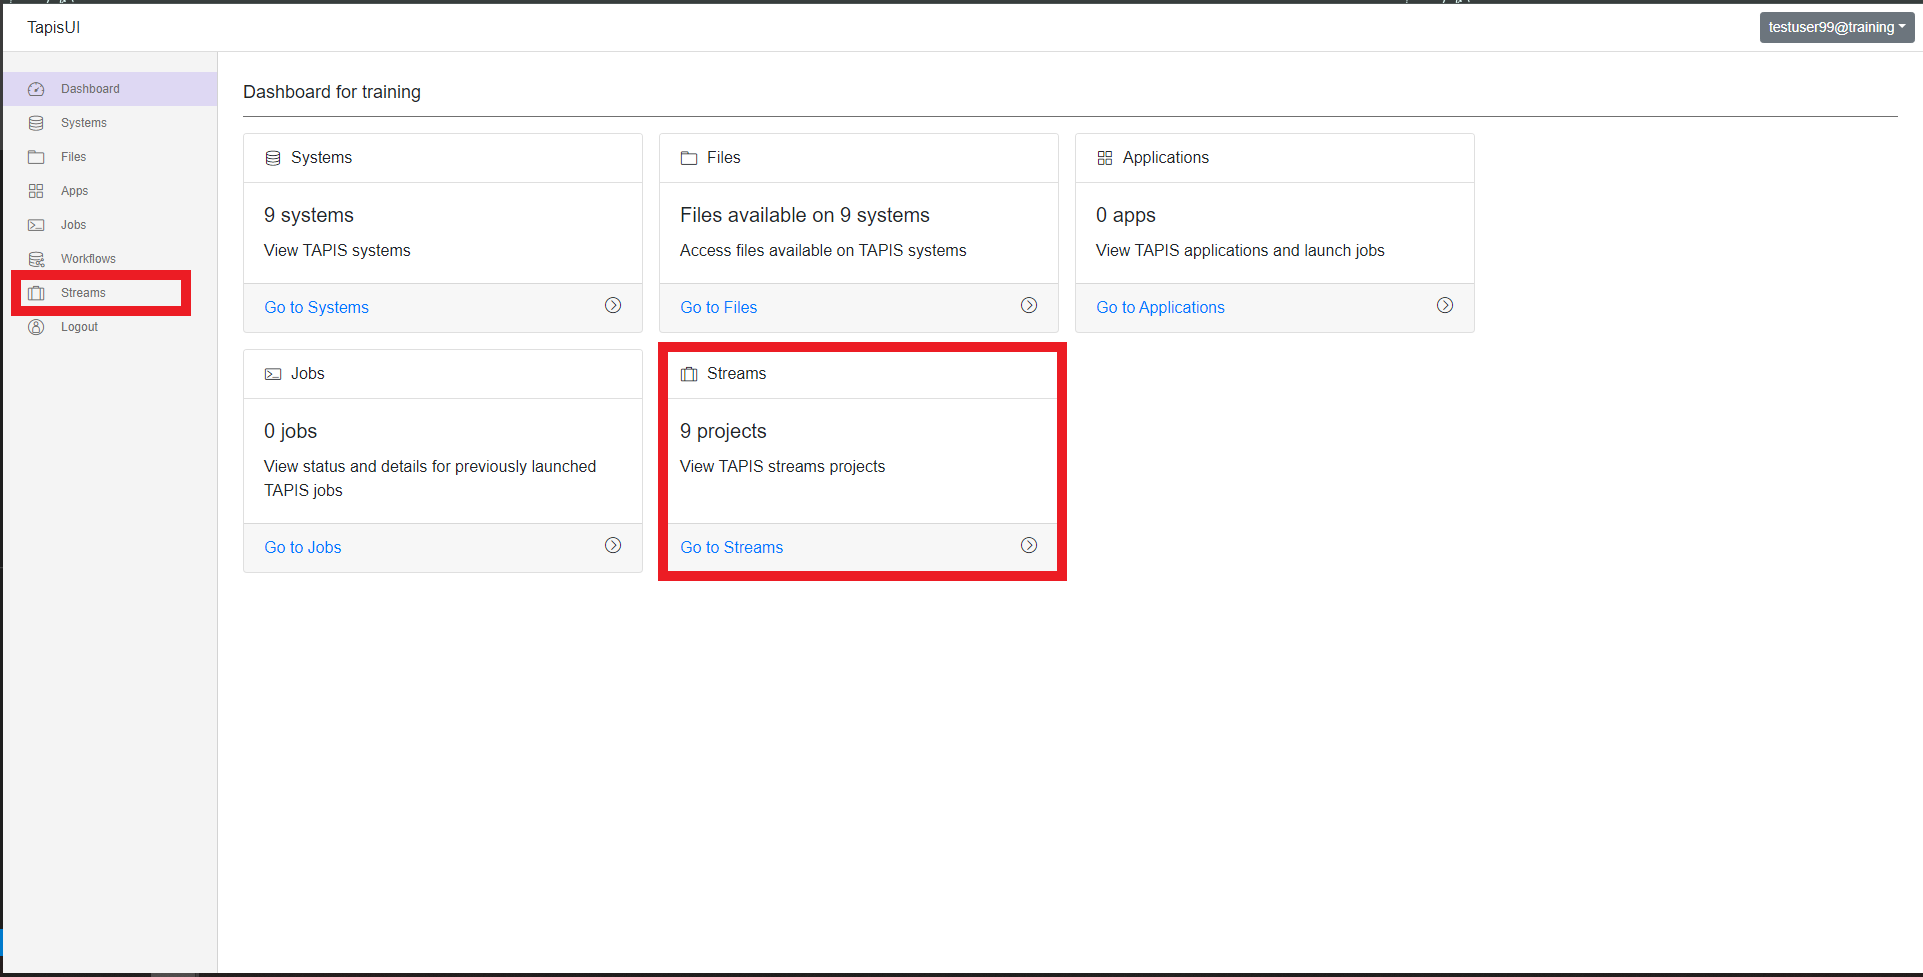 TapisUI
testuser99@training
Dashboard
Systems
Files
Apps
Jobs
Workflows
Streams
Logout
Dashboard for training
Systems
9 systems
View TAPIS systems
Go to Systems
Files
Files available on 9 systems
Access files available on TAPIS systems
Go to Files
Applications
0 apps
View TAPIS applications and launch jobs
Go to Applications
Jobs
0 jobs
View status and details for previously launched
TAPIS jobs
Go to Jobs
Streams
9 projects
View TAPIS streams projects
Go to Streams